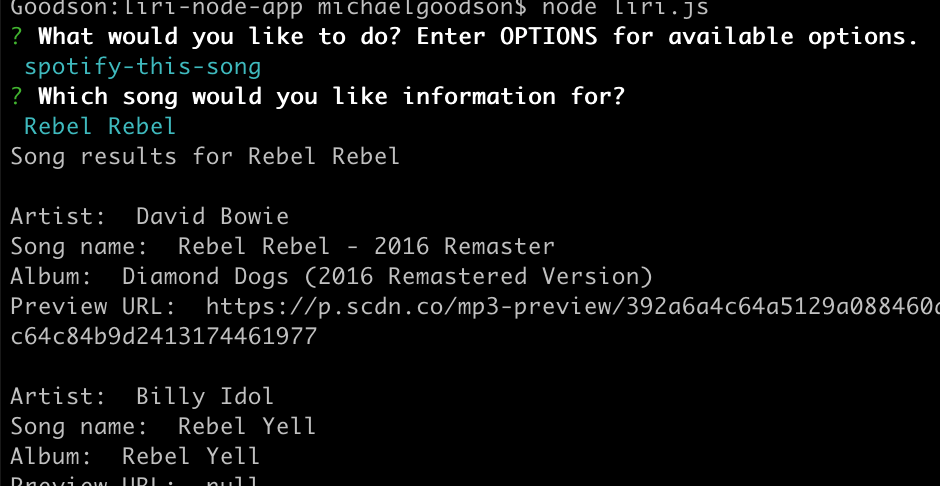 Goodson:liri-node-app michaelgoodson$ node liri.js
? What would you like to do? Enter OPTIONS for available options.
spotify-this-song
? Which song would you like information for?
Rebel Rebel
Song results for Rebel Rebel
Artist:  David Bowie
Song name:  Rebel Rebel - 2016 Remaster
Album:  Diamond Dogs (2016 Remastered Version)
Preview URL:  https://p.scdn.co/mp3-preview/392a6a4c64a5129a088460
c64c84b9d2413174461977
Artist:  Billy Idol
Song name:  Rebel Yell
Album:  Rebel Yell
Preview URL:  null